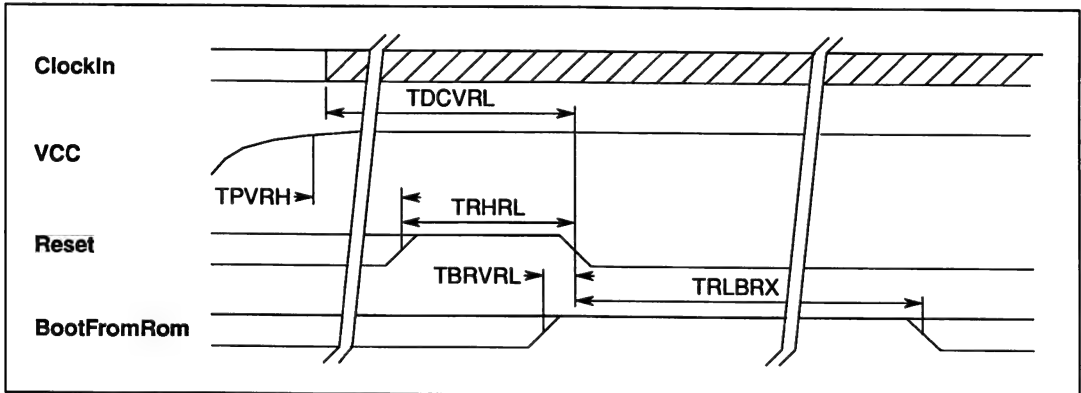 ClockIn
TDCVRL
VCC
TPVRH
TRHRL
Reset
TBRVRL
TRLBRX
BootFromRom